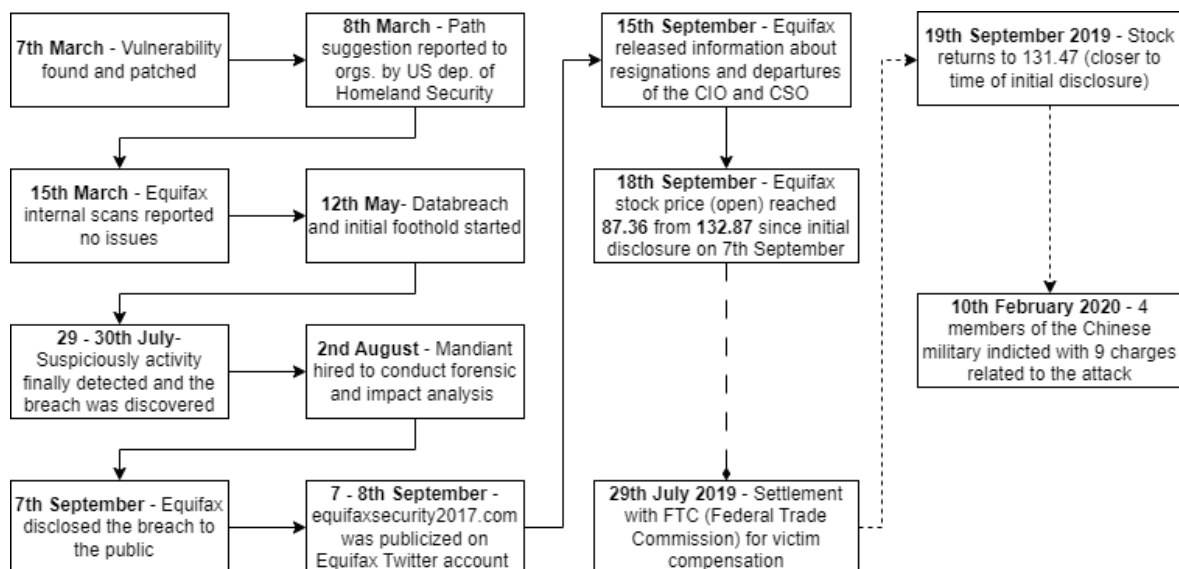 7th March - Vulnerability
found and patched
8th March - Path
suggestion reported to
orgs. by US dep. of
Homeland Security
15th March - Equifax
internal scans reported
no issues
12th May- Databreach
and initial foothold started
29 - 30th July-
Suspiciously activity
finally detected and the
breach was discovered
2nd August - Mandiant
hired to conduct forensic
and impact analysis
7th September - Equifax
disclosed the breach to
the public
7 - 8th September -
equifaxsecurity2017.com
was publicized on
Equifax Twitter account
15th September - Equifax
released information about
resignations and departures
of the CIO and CSO
18th September - Equifax
stock price (open) reached
87.36 from 132.87 since initial
disclosure on 7th September
29th July 2019 - Settlement
with FTC (Federal Trade
Commission) for victim
compensation
19th September 2019 - Stock
returns to 131.47 (closer to
time of initial disclosure)
10th February 2020 - 4
members of the Chinese
military indicted with 9 charges
related to the attack